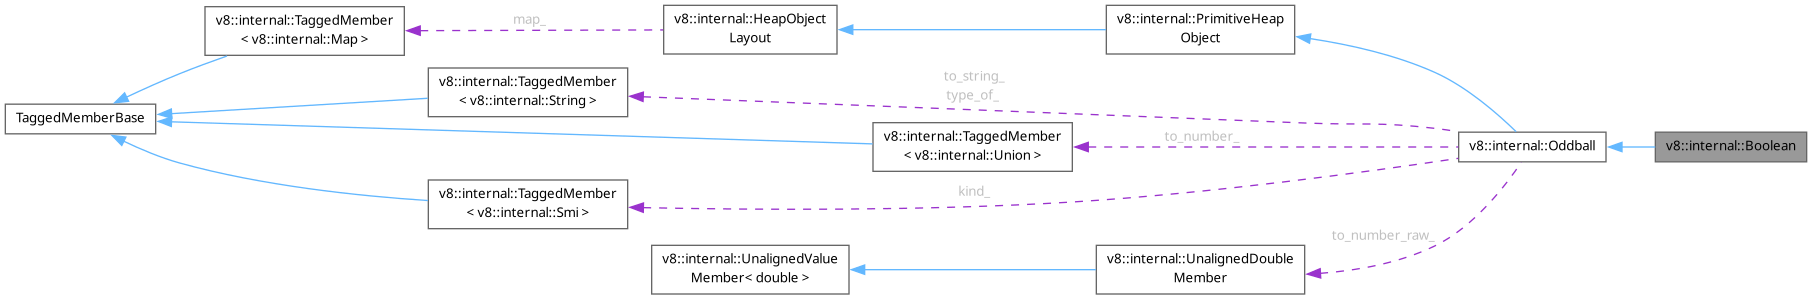 v8::internal::TaggedMember
< v8::internal::Map >
map_
v8::internal::HeapObject
Layout
v8::internal::PrimitiveHeap
Object
v8::internal::TaggedMember
< v8::internal::String >
to_string_
type_of_
TaggedMemberBase
v8::internal::TaggedMember
< v8::internal::Union >
to_number_
v8::internal::Oddball
v8::internal::Boolean
v8::internal::TaggedMember
< v8::internal::Smi >
kind_
to_number_raw_
v8::internal::UnalignedValue
Member< double >
v8::internal::UnalignedDouble
Member